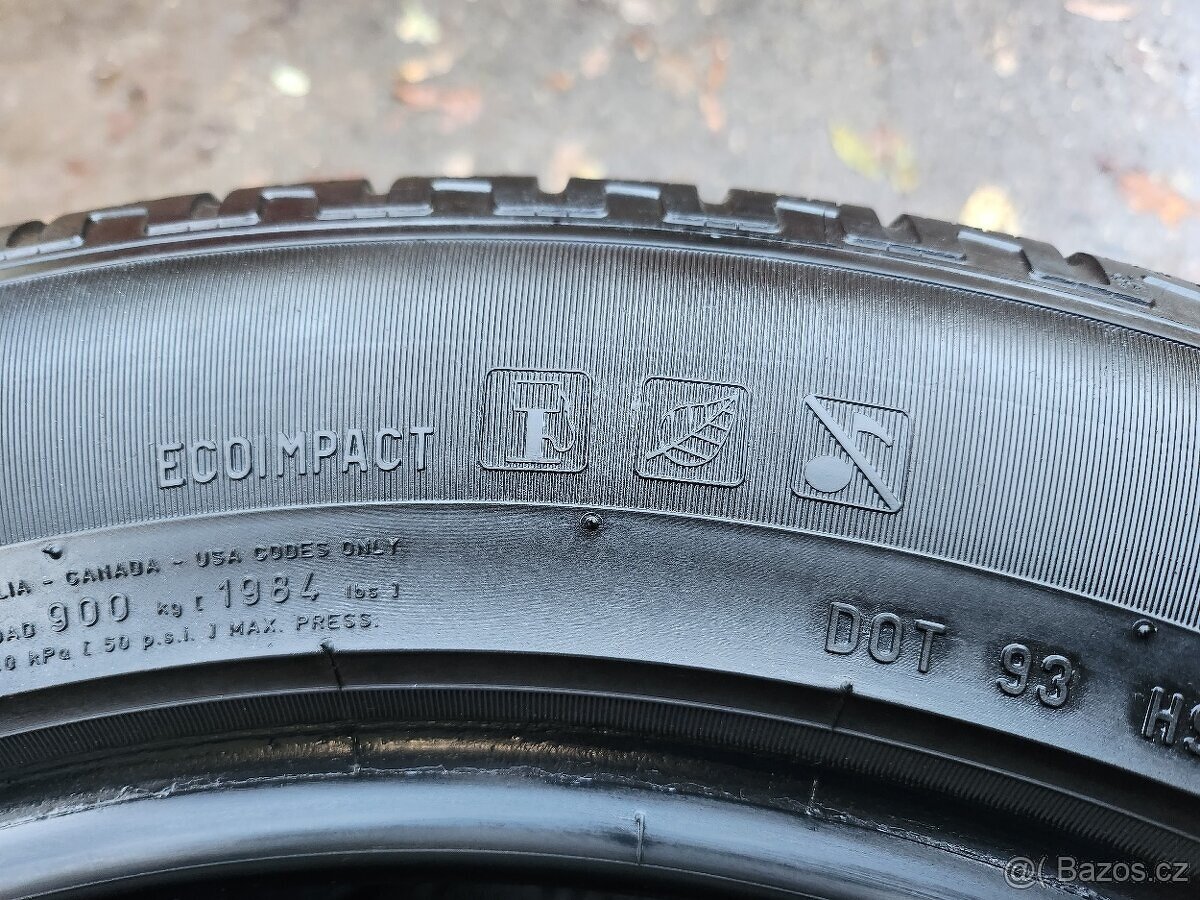 ECOIMPACT
LIA - CANADA - USA CODES ONLY
OAD 900 kg [ 1984 lbs ]
0 kPa [ 50 p.s.i. ] MAX. PRESS.
DOT 93
@( Bazos.cz